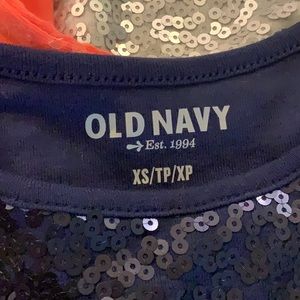 OLD NAVY
Est. 1994
XS/TP/XP